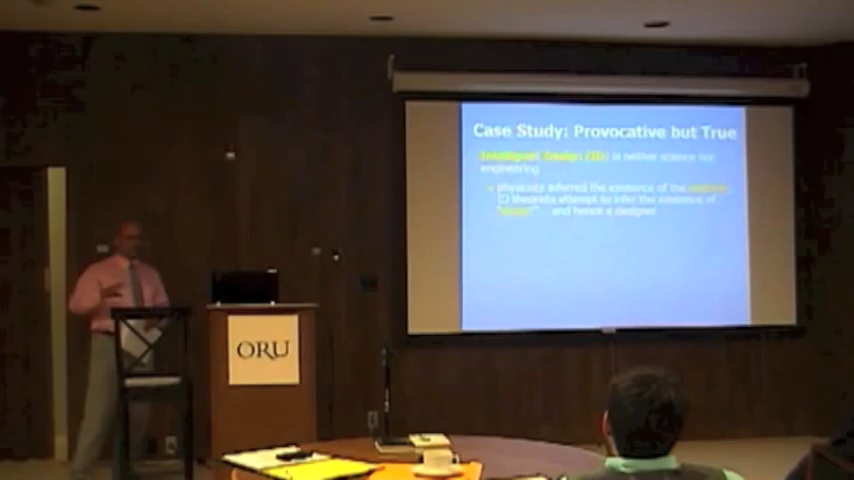 Case Study: Provocative but True
Intelligent Design (ID) is neither science nor
engineering
physicists inferred the existence of the
ID theorists attempt to infer the existence of
and hence a designer
ORU